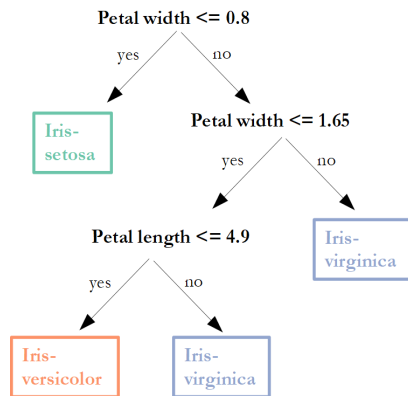 Petal width <= 0.8
yes
no
Iris-
setosa
Petal width <= 1.65
yes
no
Petal length <= 4.9
Iris-
virginica
yes
no
Iris-
versicolor
Iris-
virginica